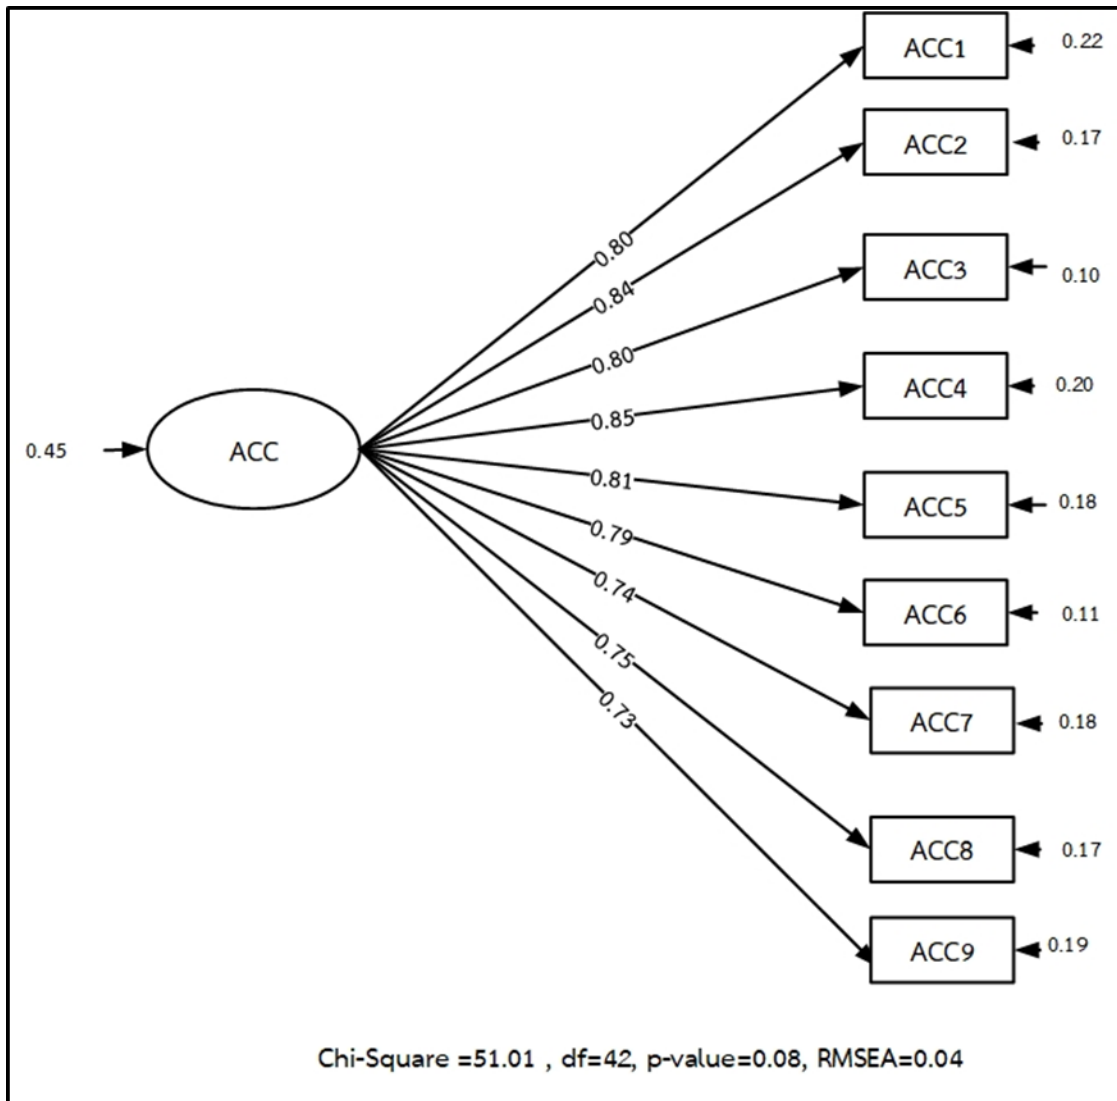 ACC1 0.22
ACC2 0.17
0.80
0.84
ACC3 0.10
0.80
ACC4 0.20
0.85
0.45 ACC
0.81
ACC5 0.18
0.79
0.74
ACC6 0.11
0.75
0.73
ACC7 0.18
ACC8 0.17
ACC9 0.19
Chi-Square =51.01 , df=42, p-value=0.08, RMSEA=0.04